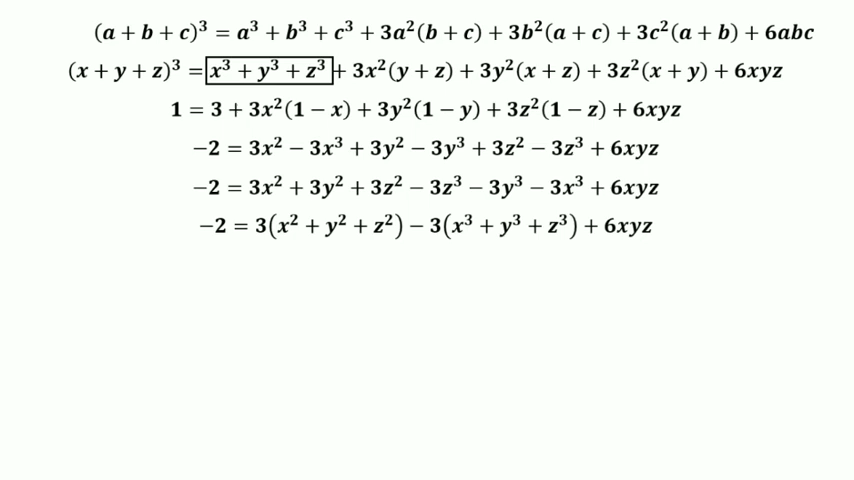 (a + b + c)³ = a³ + b³ + c³ + 3a²(b + c) + 3b²(a + c) + 3c²(a + b) + 6abc
(x + y + z)³ = x³ + y³ + z³ + 3x²(y + z) + 3y²(x + z) + 3z²(x + y) + 6xyz
1 = 3 + 3x²(1 − x) + 3y²(1 − y) + 3z²(1 − z) + 6xyz
−2 = 3x² − 3x³ + 3y² − 3y³ + 3z² − 3z³ + 6xyz
−2 = 3x² + 3y² + 3z² − 3z³ − 3y³ − 3x³ + 6xyz
−2 = 3(x² + y² + z²) − 3(x³ + y³ + z³) + 6xyz